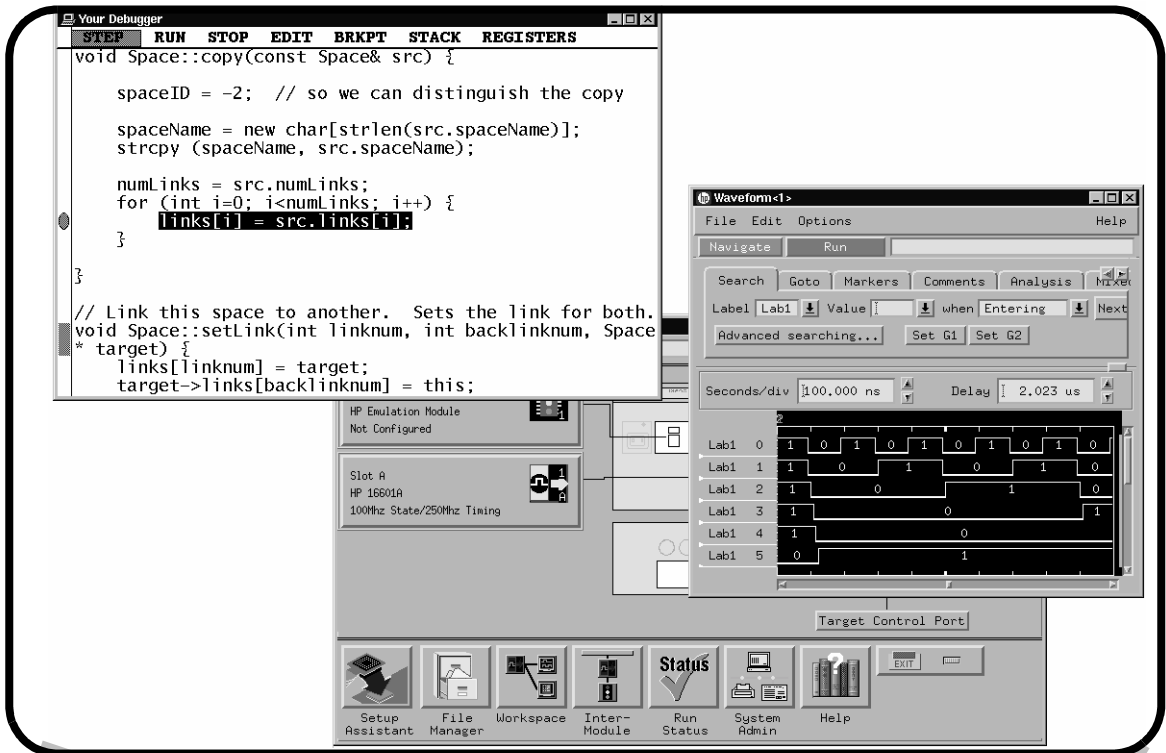 Your Debugger
STEP RUN STOP EDIT BRKPT STACK REGISTERS
void Space::copy(const Space& src) {
spaceID = -2; // so we can distinguish the copy
spaceName = new char[strlen(src.spaceName)];
strcpy (spaceName, src.spaceName);
numLinks = src.numLinks;
for (int i=0; i<numLinks; i++) {
links[i] = src.links[i];
}
}
// Link this space to another. Sets the link for both.
void Space::setLink(int linknum, int backlinknum, Space
* target) {
links[linknum] = target;
target->links[backlinknum] = this;
hp Waveform<1>
File Edit Options Help
Navigate Run
Search Goto Markers Comments Analysis Mixed
Label Lab1 Value when Entering Next
Advanced searching... Set G1 Set G2
Seconds/div 100.000 ns Delay 2.023 us
2
Lab1 0 1 0 1 0 1 0 1 0 1 0
Lab1 1 1 0 1 0 1 0
Lab1 2 1 0 1 0
Lab1 3 1 0 1
Lab1 4 1 0
Lab1 5 0 1
HP Emulation Module
Not Configured
1
Slot A
HP 16601A
100Mhz State/250Mhz Timing
1
A
Target Control Port
Status
EXIT
Setup
Assistant
File
Manager
Workspace
Inter-
Module
Run
Status
System
Admin
?
Help